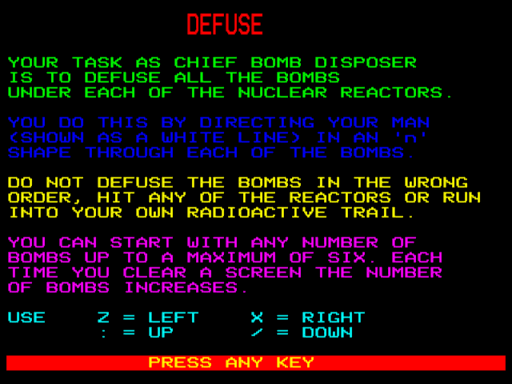 DEFUSE
YOUR TASK AS CHIEF BOMB DISPOSER
IS TO DEFUSE ALL THE BOMBS
UNDER EACH OF THE NUCLEAR REACTORS.
YOU DO THIS BY DIRECTING YOUR MAN
(SHOWN AS A WHITE LINE) IN AN 'n'
SHAPE THROUGH EACH OF THE BOMBS.
DO NOT DEFUSE THE BOMBS IN THE WRONG
ORDER, HIT ANY OF THE REACTORS OR RUN
INTO YOUR OWN RADIOACTIVE TRAIL.
YOU CAN START WITH ANY NUMBER OF
BOMBS UP TO A MAXIMUM OF SIX. EACH
TIME YOU CLEAR A SCREEN THE NUMBER
OF BOMBS INCREASES.
USE Z = LEFT X = RIGHT
: = UP / = DOWN
PRESS ANY KEY